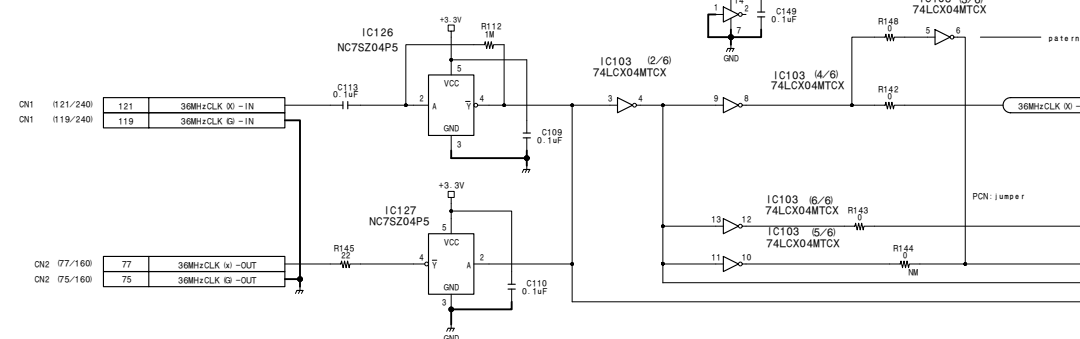 74LCX04MTCX
1 2
7
GND
C149
0.1uF
R148
0
5 6
patern
+3.3V
IC126
NC7SZ04P5
R112
1M
5
VCC
2 A Y 4
GND
3
C113
0.1uF
C109
0.1uF
IC103 (2/6)
74LCX04MTCX
3 4
IC103 (4/6)
74LCX04MTCX
9 8
R142
0
CN1 (121/240) 121 36MHzCLK (X) -IN
CN1 (119/240) 119 36MHzCLK (G) -IN
36MHzCLK (X) -
PCN: jumper
+3.3V
IC127
NC7SZ04P5
5
VCC
4 Y A 2
GND
3
R145
22
C110
0.1uF
GND
IC103 (6/6)
74LCX04MTCX
13 12
R143
0
IC103 (5/6)
74LCX04MTCX
11 10
R144
0
NM
CN2 (77/160) 77 36MHzCLK (x) -OUT
CN2 (75/160) 75 36MHzCLK (G) -OUT